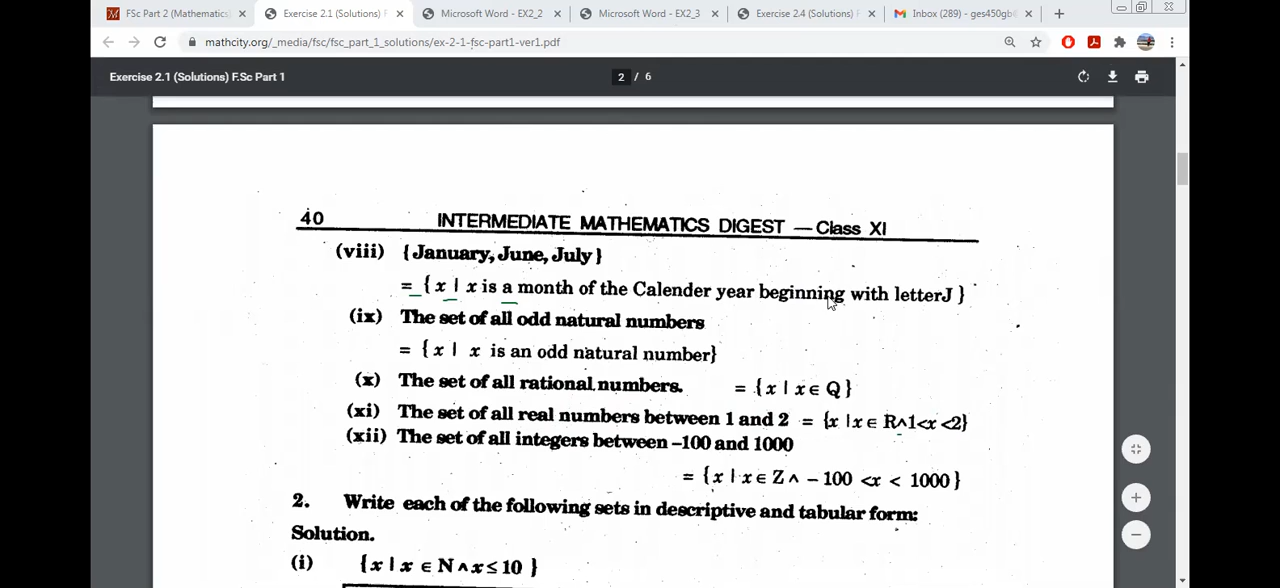 FSc Part 2 (Mathematics) Exercise 2.1 (Solutions) F Microsoft Word - EX2_2 Microsoft Word - EX2_3 Exercise 2.4 (Solutions) F Inbox (289) - ges450gb
mathcity.org/_media/fsc/fsc_part_1_solutions/ex-2-1-fsc-part1-ver1.pdf
Exercise 2.1 (Solutions) F.Sc Part 1 2 / 6
40 INTERMEDIATE MATHEMATICS DIGEST — Class XI
(viii) {January, June, July}
= { x | x is a month of the Calender year beginning with letterJ }
(ix) The set of all odd natural numbers
= {x | x is an odd natural number}
(x) The set of all rational numbers. = {x | x ∈ Q}
(xi) The set of all real numbers between 1 and 2 = {x | x ∈ R ∧ 1<x <2}
(xii) The set of all integers between –100 and 1000
= {x | x ∈ Z ∧ – 100 <x < 1000}
2. Write each of the following sets in descriptive and tabular form:
Solution.
(i) {x | x ∈ N ∧ x ≤ 10 }